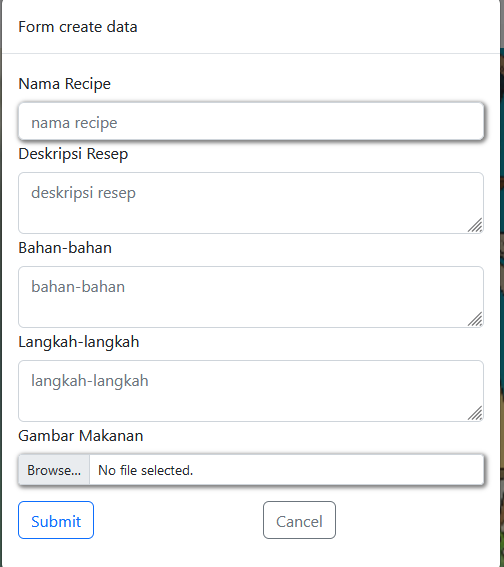 Form create data
Nama Recipe
nama recipe
Deskripsi Resep
deskripsi resep
Bahan-bahan
bahan-bahan
Langkah-langkah
langkah-langkah
Gambar Makanan
Browse... No file selected.
Submit Cancel